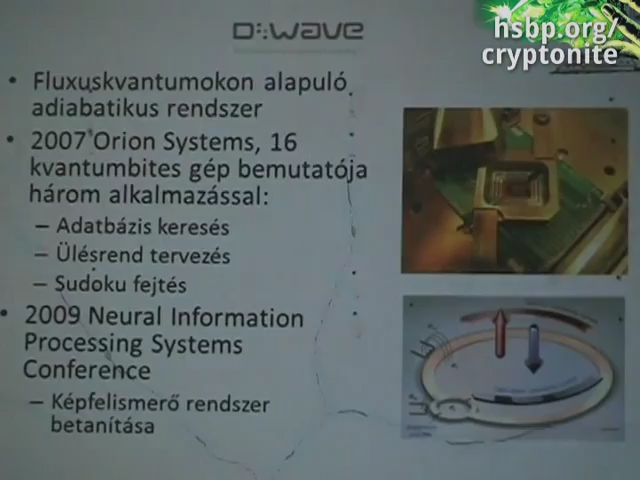 hsbp.org/
cryptonite
D:wave
• Fluxuskvantumokon alapuló
adiabatikus rendszer
• 2007 Orion Systems, 16
kvantumbites gép bemutatója
három alkalmazással:
– Adatbázis keresés
– Ülésrend tervezés
– Sudoku fejtés
• 2009 Neural Information
Processing Systems
Conference
– Képfelismerő rendszer
betanítása